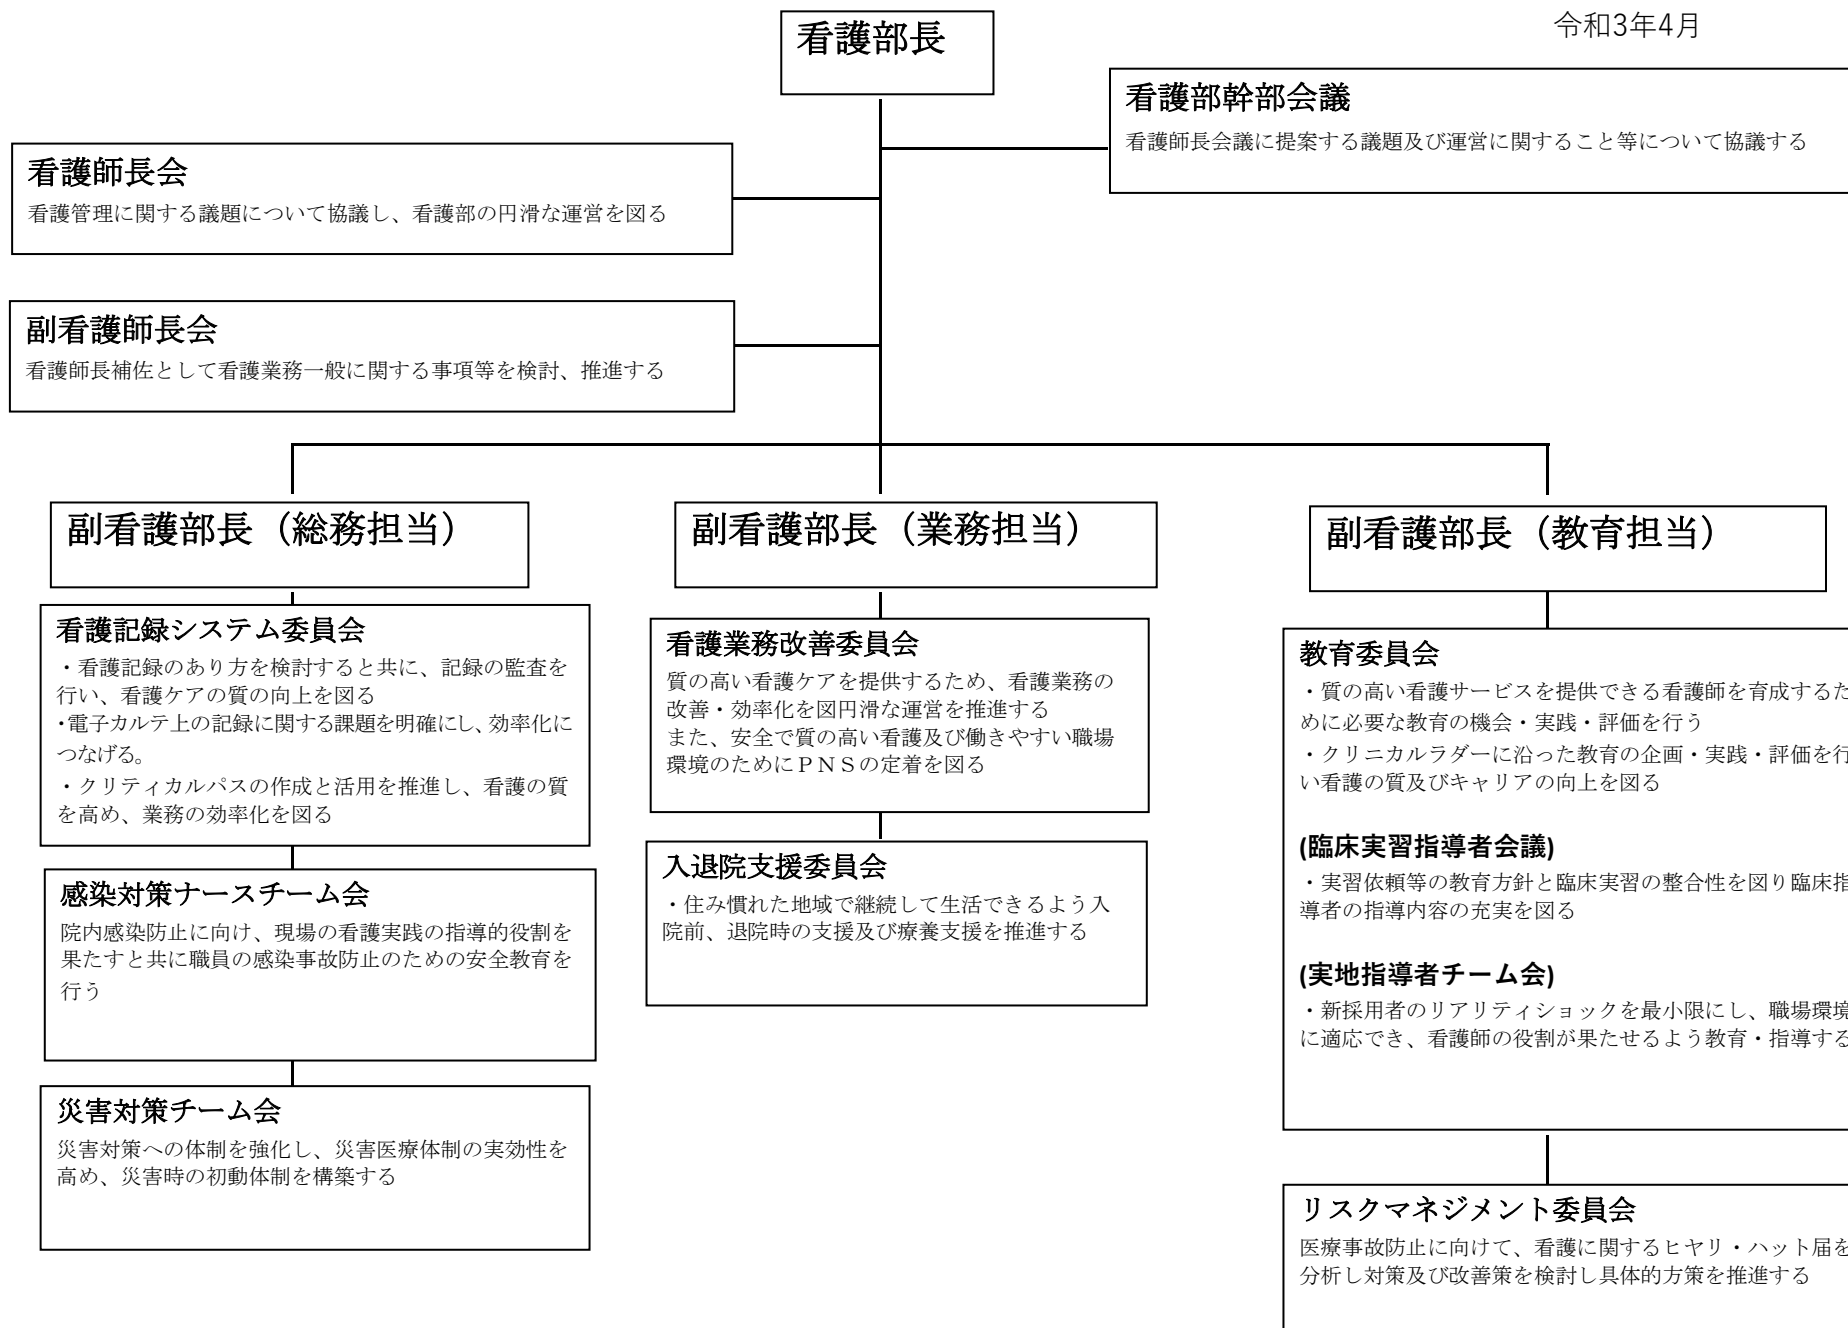 令和3年4月
看護部長
看護部幹部会議
看護師長会議に提案する議題及び運営に関すること等について協議する
看護師長会
看護管理に関する議題について協議し、看護部の円滑な運営を図る
副看護師長会
看護師長補佐として看護業務一般に関する事項等を検討、推進する
副看護部長（総務担当）
看護記録システム委員会
・看護記録のあり方を検討すると共に、記録の監査を
行い、看護ケアの質の向上を図る
・電子カルテ上の記録に関する課題を明確にし、効率化に
つなげる。
・クリティカルパスの作成と活用を推進し、看護の質
を高め、業務の効率化を図る
感染対策ナースチーム会
院内感染防止に向け、現場の看護実践の指導的役割を
果たすと共に職員の感染事故防止のための安全教育を
行う
災害対策チーム会
災害対策への体制を強化し、災害医療体制の実効性を
高め、災害時の初動体制を構築する
副看護部長（業務担当）
看護業務改善委員会
質の高い看護ケアを提供するため、看護業務の
改善・効率化を図円滑な運営を推進する
また、安全で質の高い看護及び働きやすい職場
環境のためにＰＮＳの定着を図る
入退院支援委員会
・住み慣れた地域で継続して生活できるよう入
院前、退院時の支援及び療養支援を推進する
副看護部長（教育担当）
教育委員会
・質の高い看護サービスを提供できる看護師を育成するた
めに必要な教育の機会・実践・評価を行う
・クリニカルラダーに沿った教育の企画・実践・評価を行
い看護の質及びキャリアの向上を図る
(臨床実習指導者会議)
・実習依頼等の教育方針と臨床実習の整合性を図り臨床指
導者の指導内容の充実を図る
(実地指導者チーム会)
・新採用者のリアリティショックを最小限にし、職場環境
に適応でき、看護師の役割が果たせるよう教育・指導する
リスクマネジメント委員会
医療事故防止に向けて、看護に関するヒヤリ・ハット届を
分析し対策及び改善策を検討し具体的方策を推進する